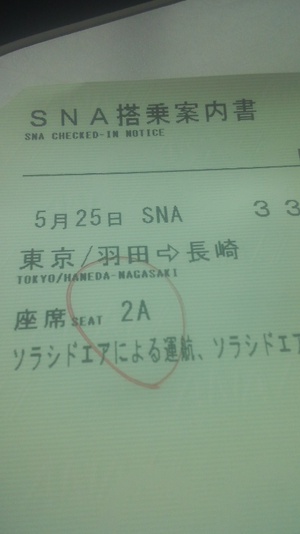 SNA搭乗案内書
SNA CHECKED-IN NOTICE
5月25日 SNA 33
東京/羽田⇨長崎
TOKYO/HANEDA-NAGASAKI
座席SEAT 2A
ソラシドエアによる運航、ソラシドエア